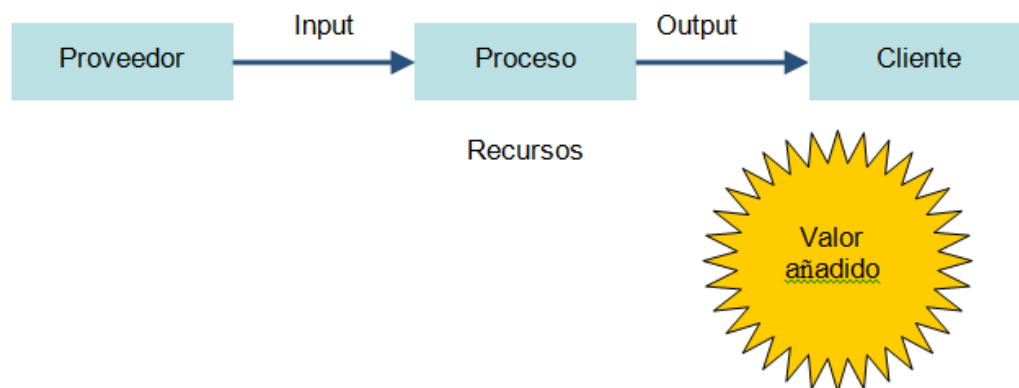 Input
Output
Proveedor
Proceso
Cliente
Recursos
Valor
añadido